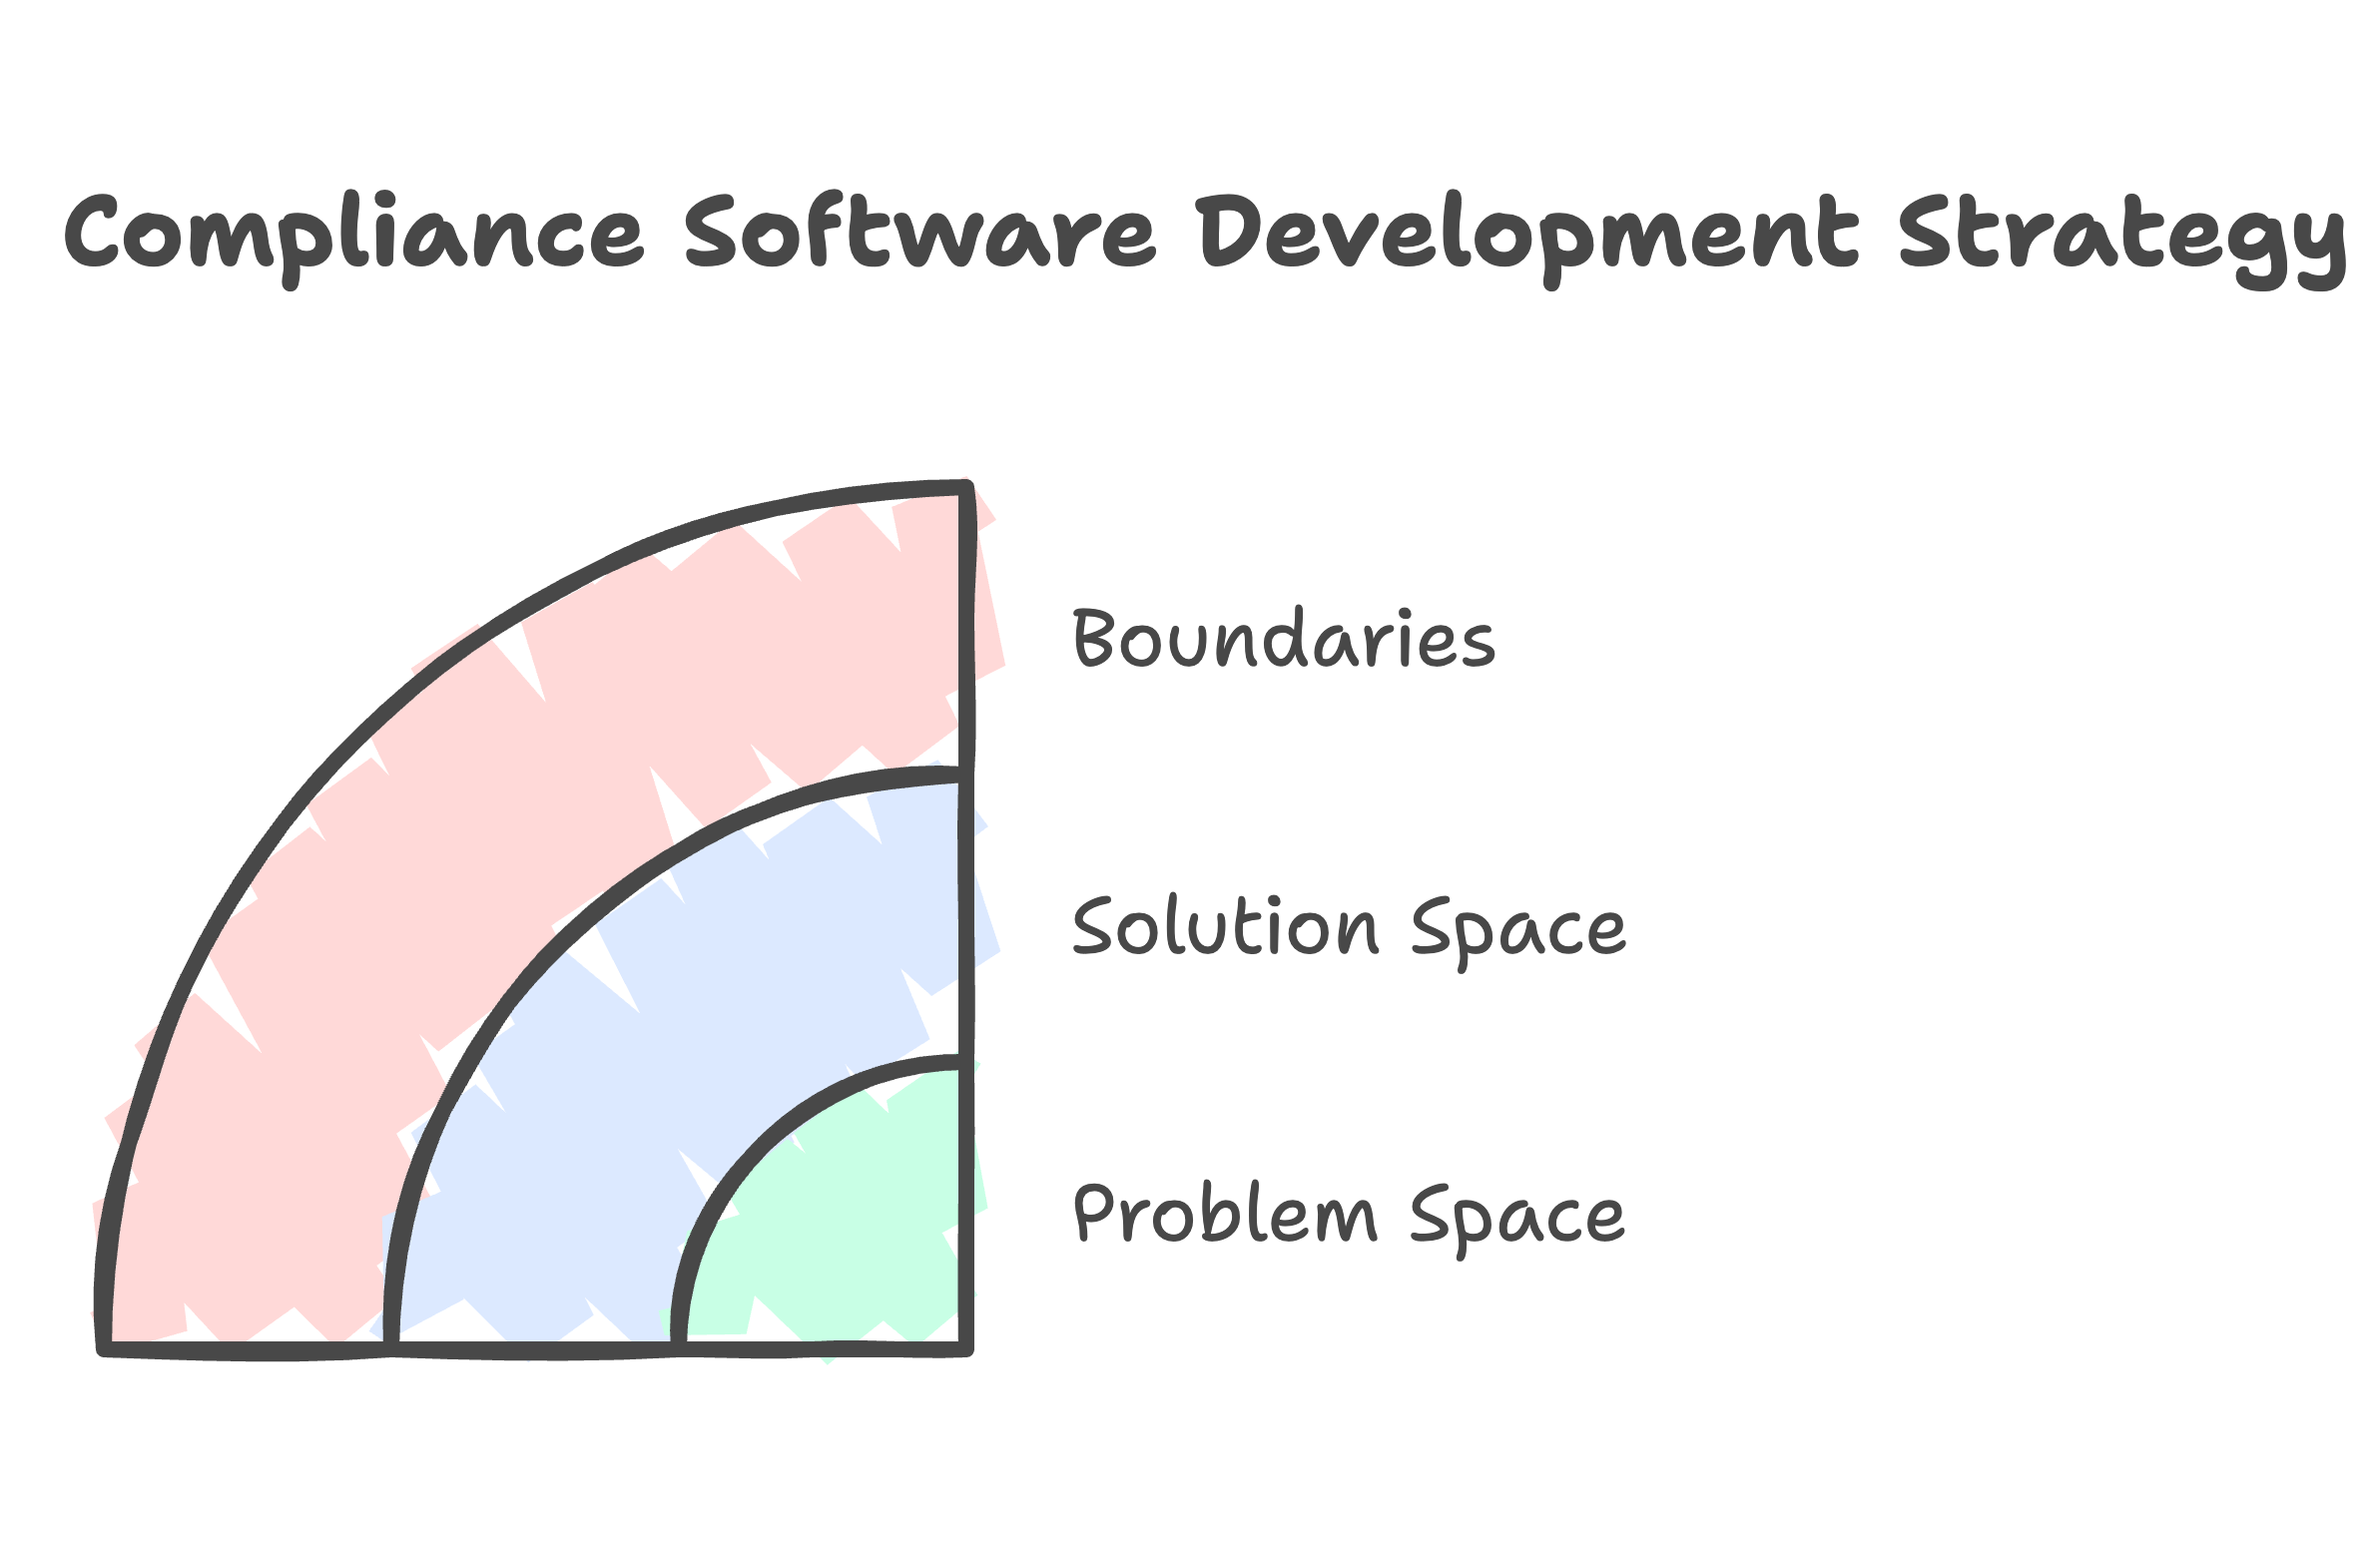 Compliance Software Development Strategy
Boundaries
Solution Space
Problem Space